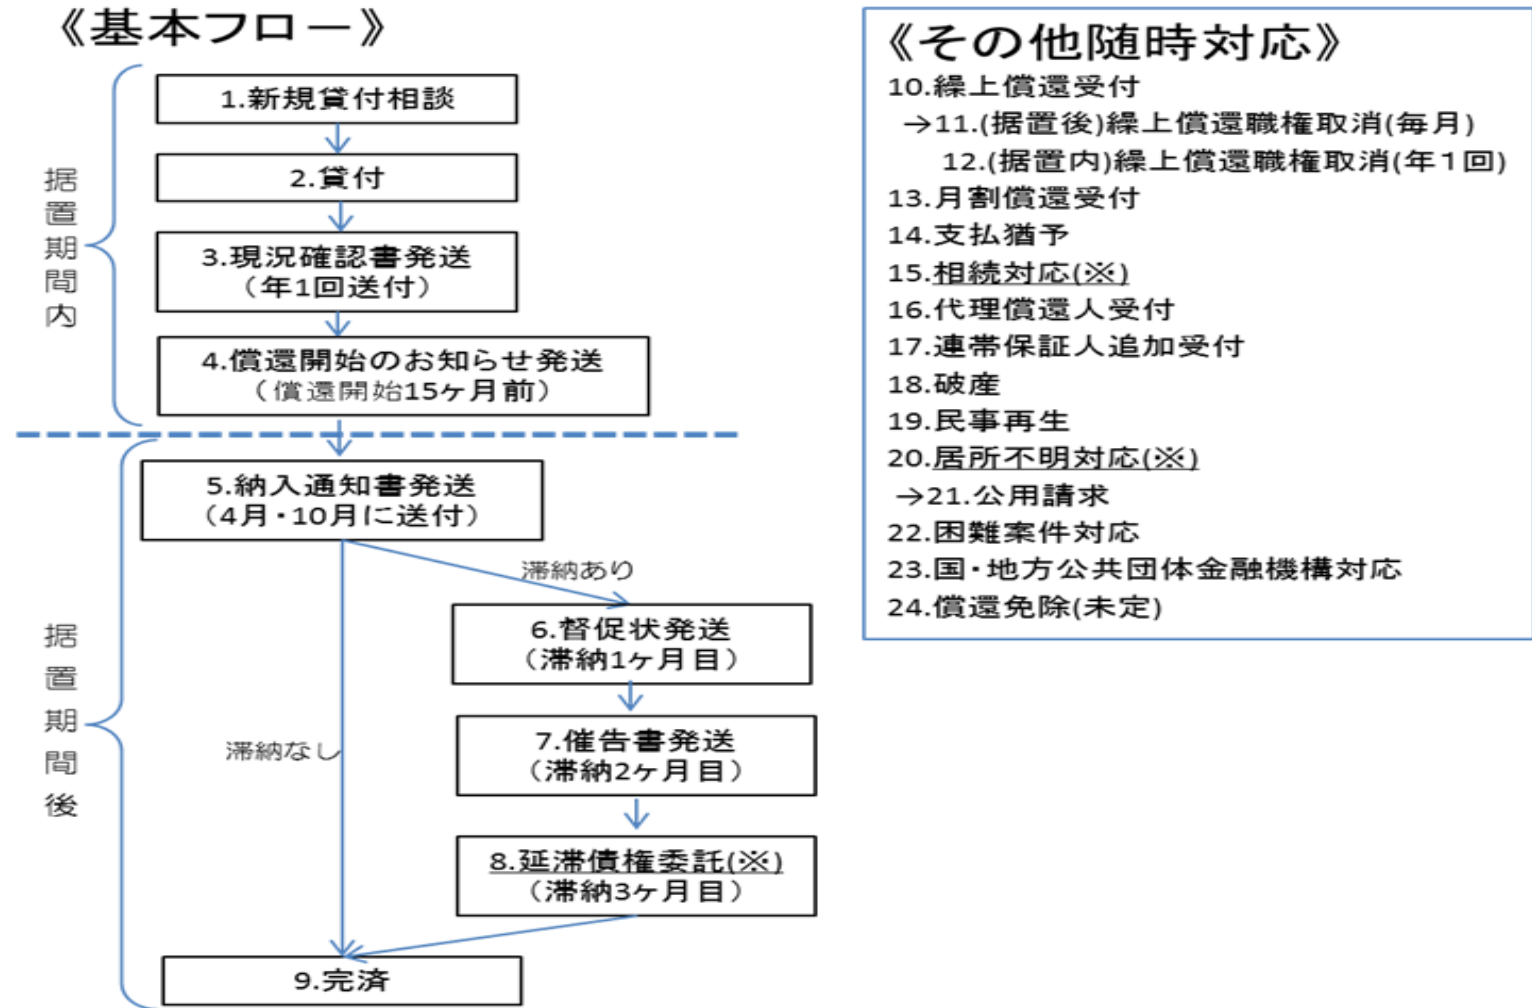 《基本フロー》
据置期間内
1.新規貸付相談
2.貸付
3.現況確認書発送
(年1回送付)
4.償還開始のお知らせ発送
(償還開始15ヶ月前)
据置期間後
5.納入通知書発送
(4月・10月に送付)
滞納あり
6.督促状発送
(滞納1ヶ月目)
7.催告書発送
(滞納2ヶ月目)
滞納なし
8.延滞債権委託(※)
(滞納3ヶ月目)
9.完済
《その他随時対応》
10.繰上償還受付
→11.(据置後)繰上償還職権取消(毎月)
12.(据置内)繰上償還職権取消(年1回)
13.月割償還受付
14.支払猶予
15.相続対応(※)
16.代理償還人受付
17.連帯保証人追加受付
18.破産
19.民事再生
20.居所不明対応(※)
→21.公用請求
22.困難案件対応
23.国・地方公共団体金融機構対応
24.償還免除(未定)